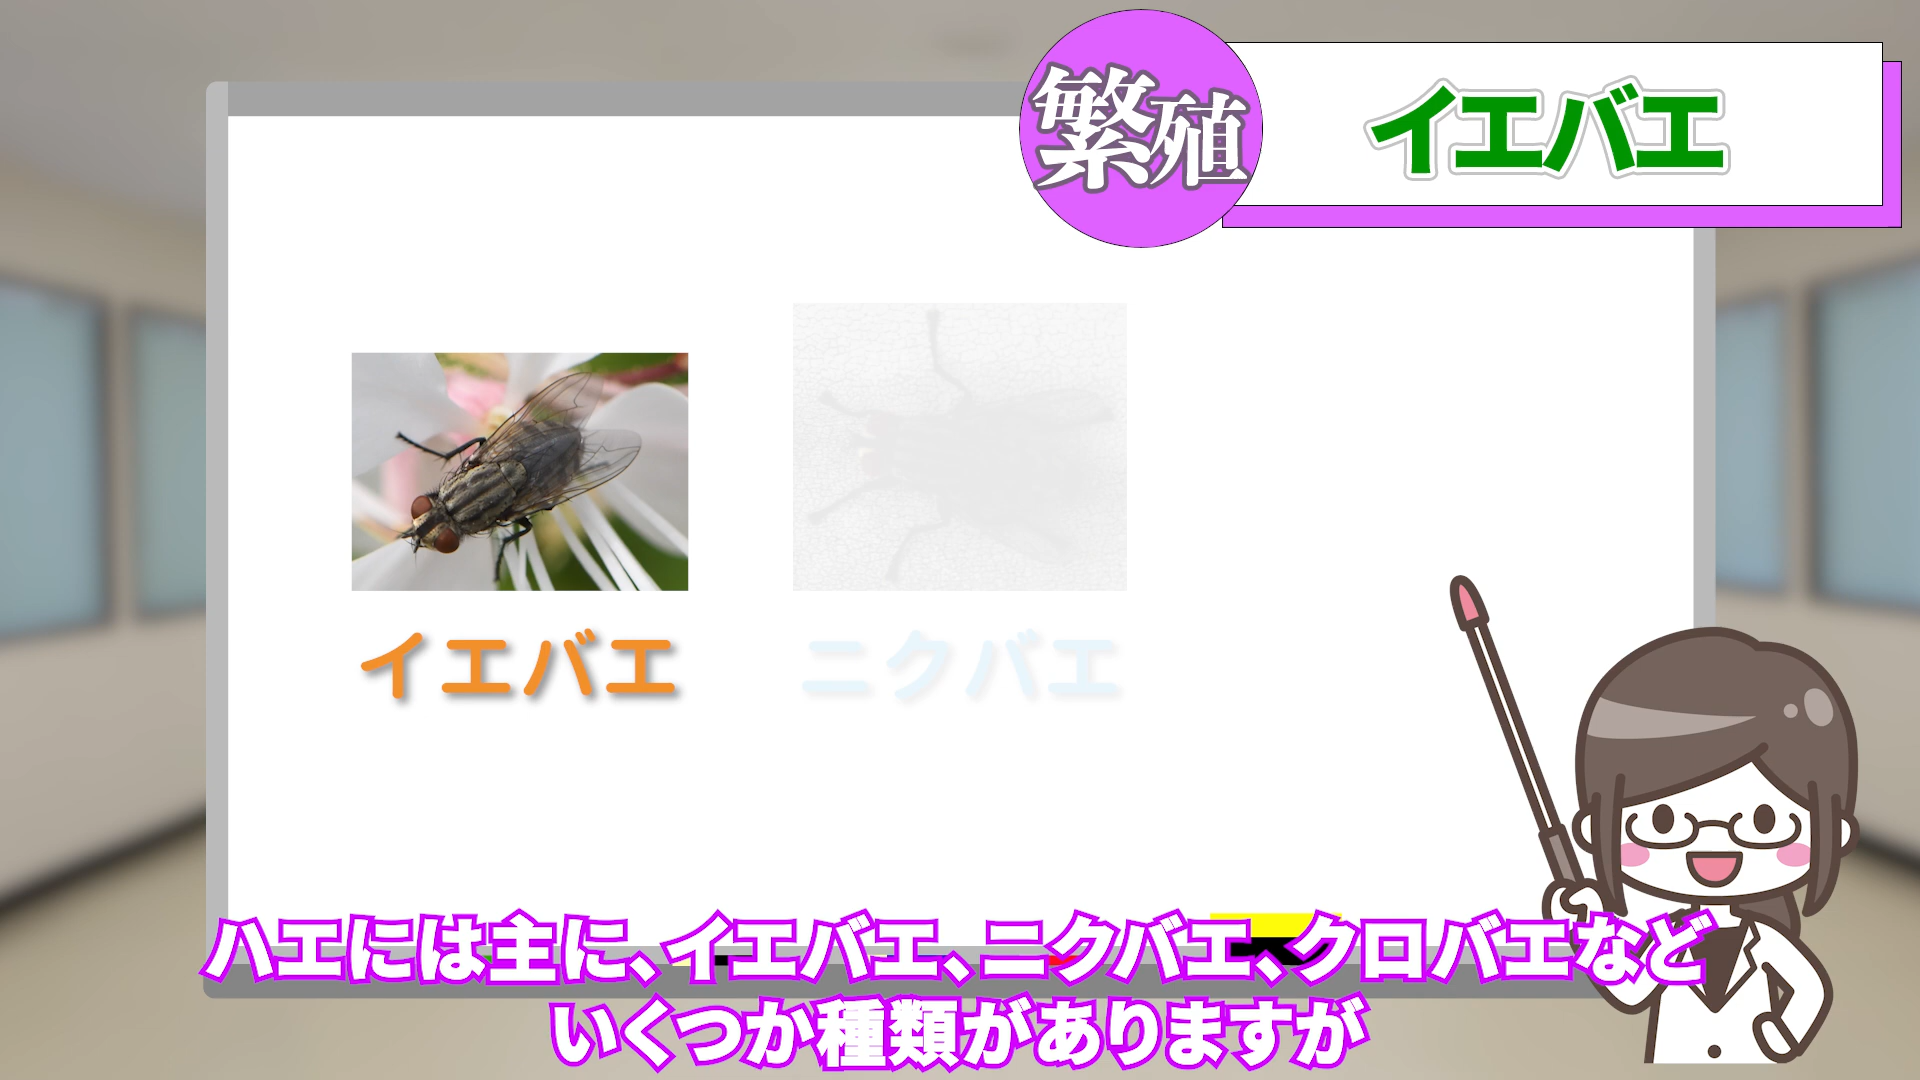 繁殖
イエバエ
イエバエ
ニクバエ
ハエには主に、イエバエ、ニクバエ、クロバエなど
いくつか種類がありますが